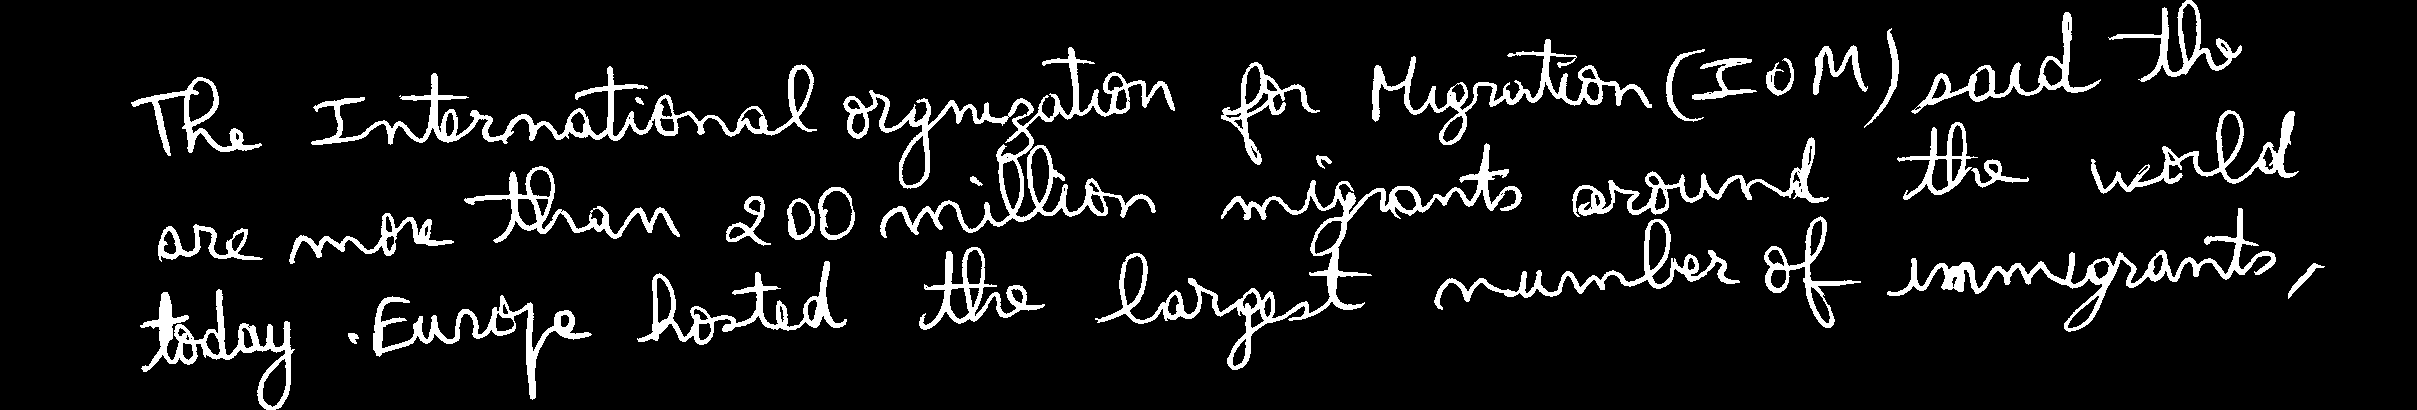 The International orgnization for Migration (IOM) said the
are more than 200 million migrants around the world
today . Europe hosted the largest number of immigrants,